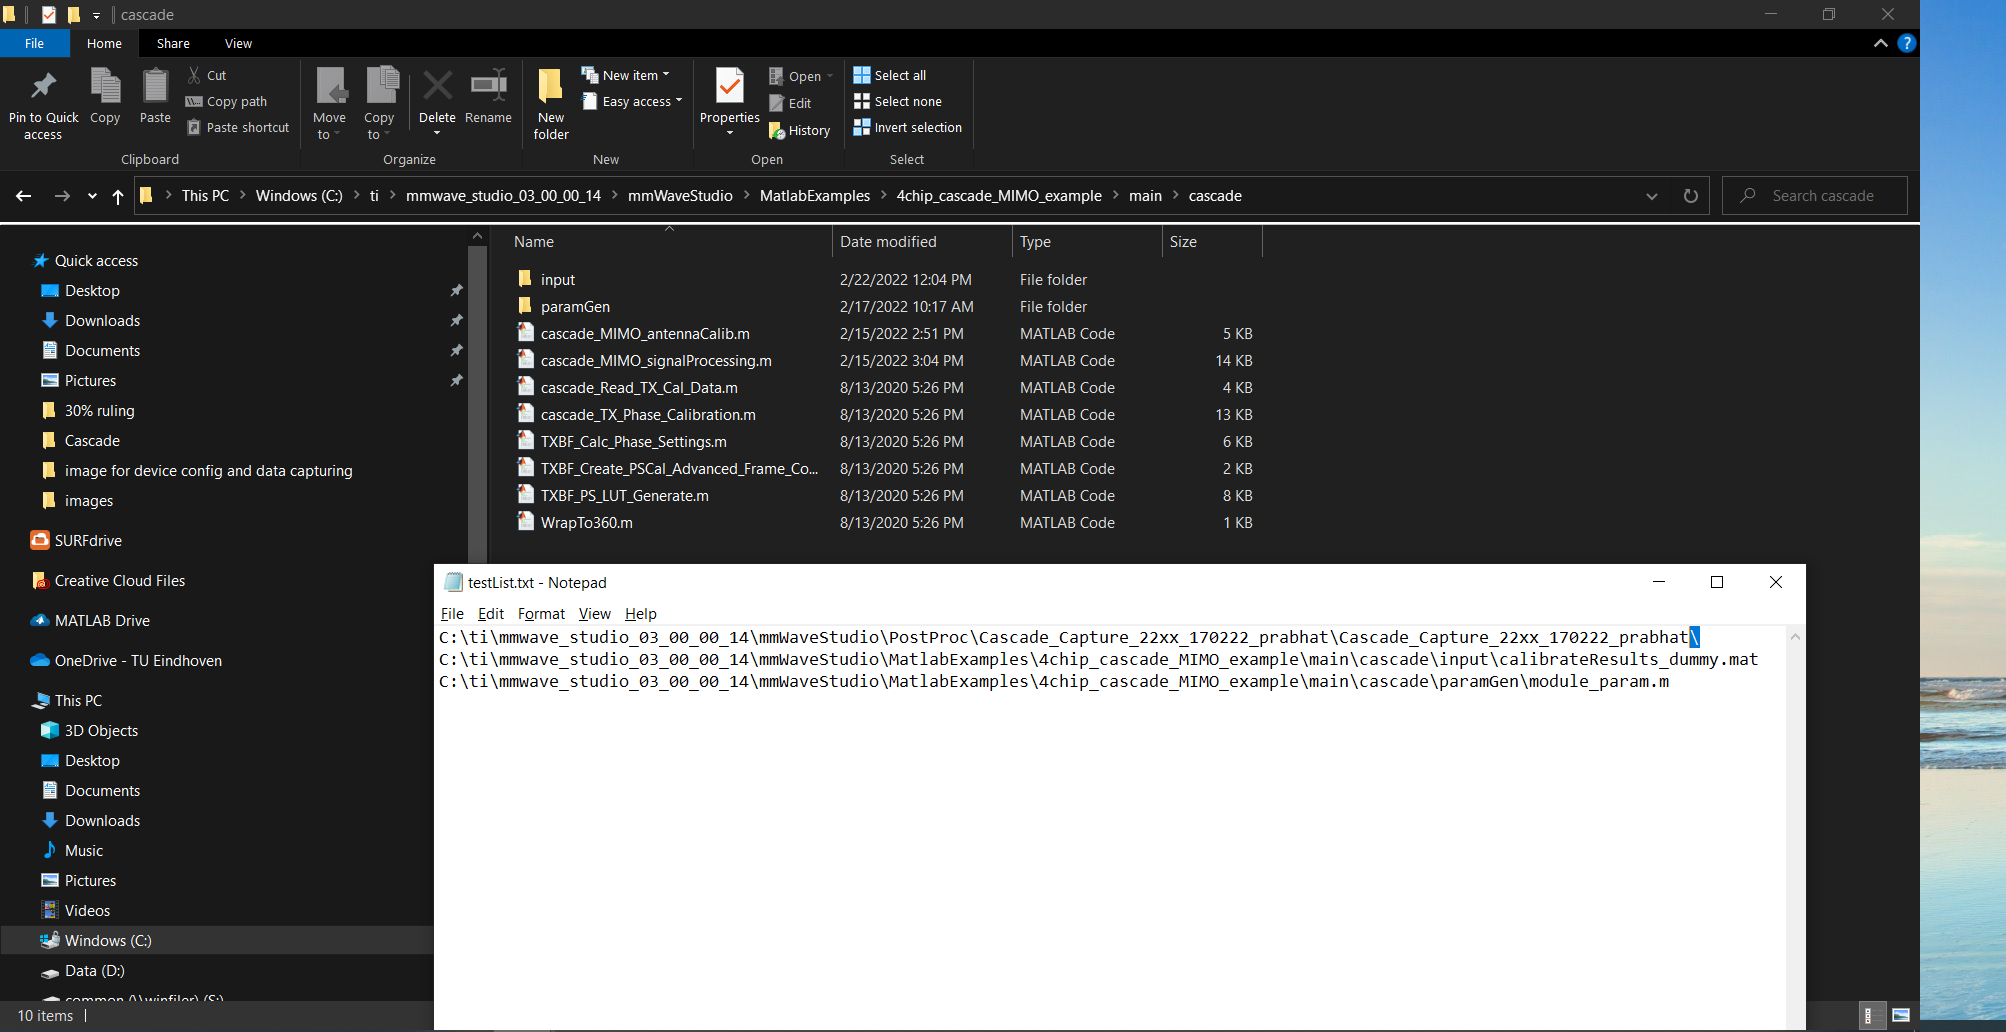 cascade
File Home Share View
Pin to Quick access
Copy
Paste
Cut
Copy path
Paste shortcut
Clipboard
Move to
Copy to
Delete
Rename
Organize
New folder
New item
Easy access
New
Properties
Open
Edit
History
Open
Select all
Select none
Invert selection
Select
This PC > Windows (C:) > ti > mmwave_studio_03_00_00_14 > mmWaveStudio > MatlabExamples > 4chip_cascade_MIMO_example > main > cascade
Search cascade
Quick access
Desktop
Downloads
Documents
Pictures
30% ruling
Cascade
image for device config and data capturing
images
SURFdrive
Creative Cloud Files
MATLAB Drive
OneDrive - TU Eindhoven
This PC
3D Objects
Desktop
Documents
Downloads
Music
Pictures
Videos
Windows (C:)
Data (D:)
common (\\winfiler) (S:)
10 items
Name Date modified Type Size
input 2/22/2022 12:04 PM File folder
paramGen 2/17/2022 10:17 AM File folder
cascade_MIMO_antennaCalib.m 2/15/2022 2:51 PM MATLAB Code 5 KB
cascade_MIMO_signalProcessing.m 2/15/2022 3:04 PM MATLAB Code 14 KB
cascade_Read_TX_Cal_Data.m 8/13/2020 5:26 PM MATLAB Code 4 KB
cascade_TX_Phase_Calibration.m 8/13/2020 5:26 PM MATLAB Code 13 KB
TXBF_Calc_Phase_Settings.m 8/13/2020 5:26 PM MATLAB Code 6 KB
TXBF_Create_PSCal_Advanced_Frame_Co... 8/13/2020 5:26 PM MATLAB Code 2 KB
TXBF_PS_LUT_Generate.m 8/13/2020 5:26 PM MATLAB Code 8 KB
WrapTo360.m 8/13/2020 5:26 PM MATLAB Code 1 KB
testList.txt - Notepad
File Edit Format View Help
C:\ti\mmwave_studio_03_00_00_14\mmWaveStudio\PostProc\Cascade_Capture_22xx_170222_prabhat\Cascade_Capture_22xx_170222_prabhat\
C:\ti\mmwave_studio_03_00_00_14\mmWaveStudio\MatlabExamples\4chip_cascade_MIMO_example\main\cascade\input\calibrateResults_dummy.mat
C:\ti\mmwave_studio_03_00_00_14\mmWaveStudio\MatlabExamples\4chip_cascade_MIMO_example\main\cascade\paramGen\module_param.m